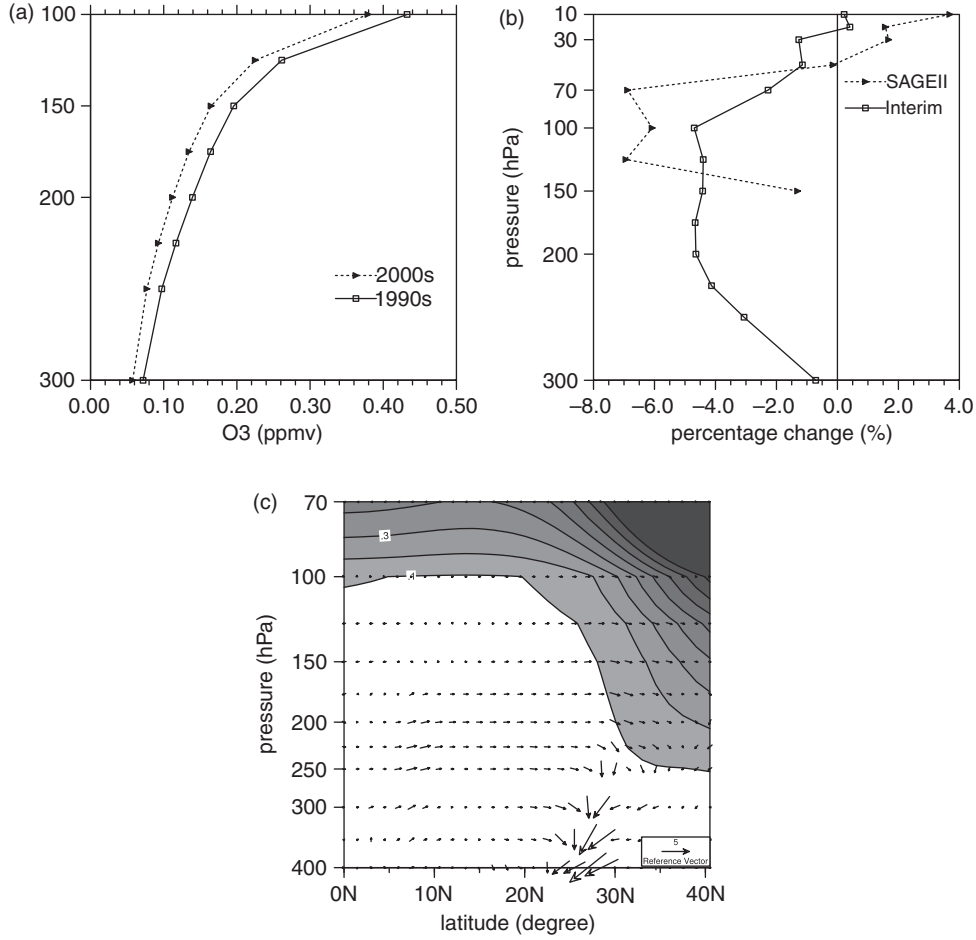 (a)
100
150
200
300
0.00 0.10 0.20 0.30 0.40 0.50
O3 (ppmv)
2000s
1990s
(b)
10
30
70
100
150
200
300
pressure (hPa)
−8.0 −6.0 −4.0 −2.0 0.0 2.0 4.0
percentage change (%)
SAGEII
Interim
(c)
70
100
150
200
250
300
400
pressure (hPa)
.3
.1
5
Reference Vector
0N 10N 20N 30N 40N
latitude (degree)